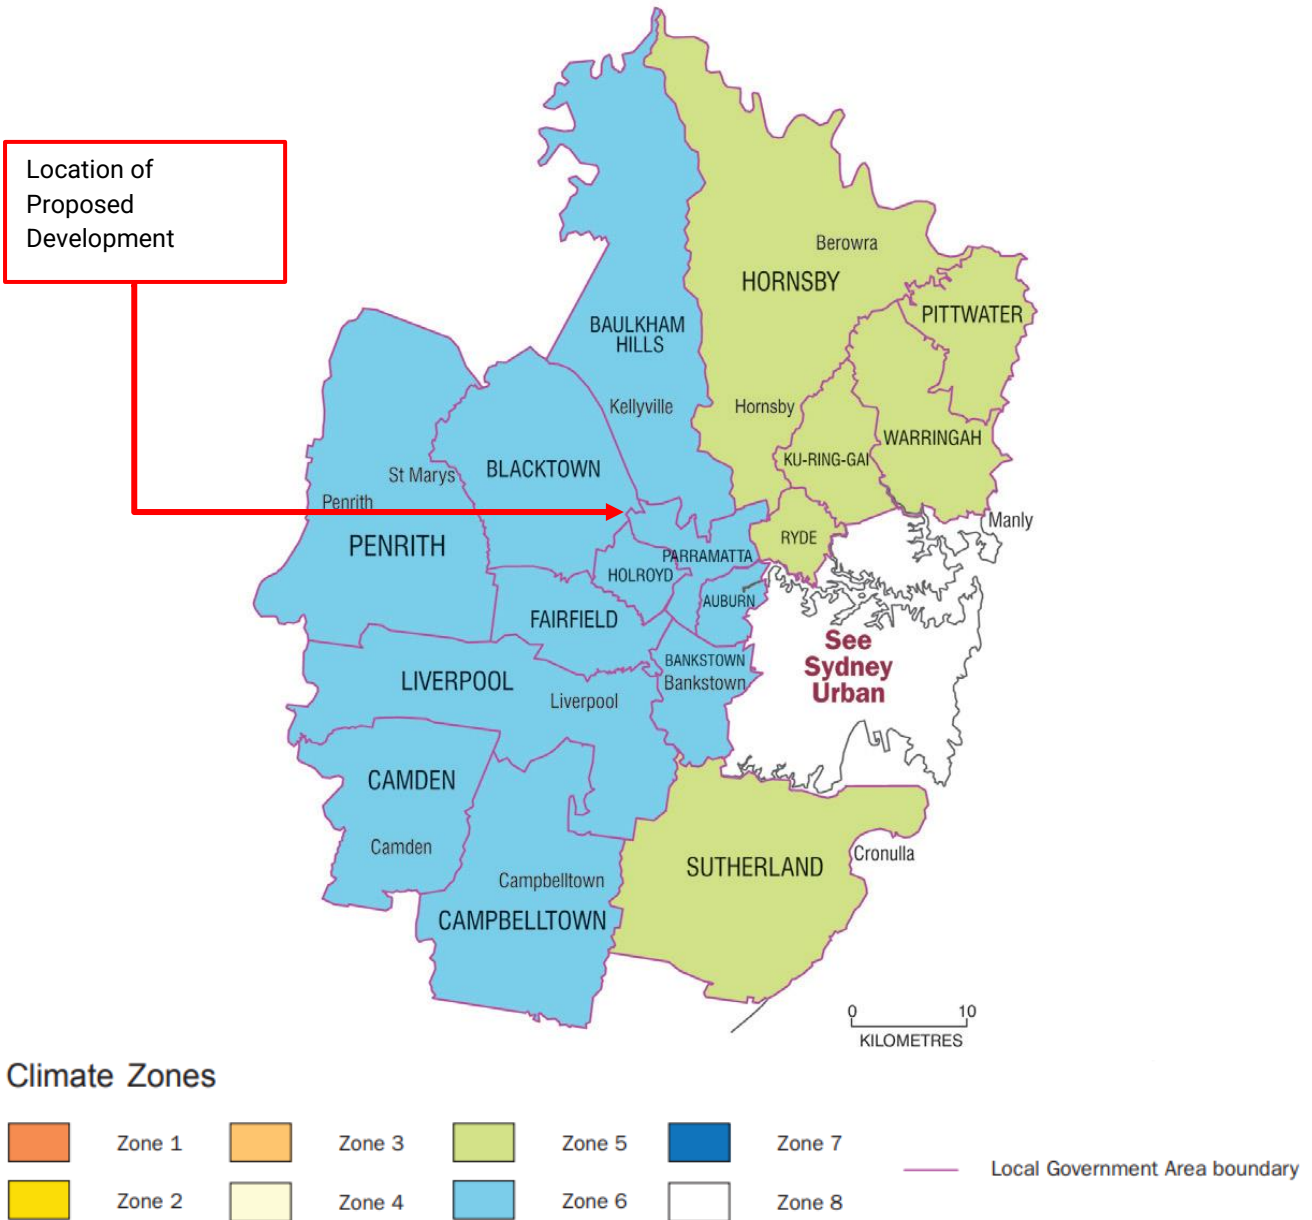 Location of
Proposed
Development
Berowra
HORNSBY
PITTWATER
BAULKHAM
HILLS
Kellyville
Hornsby
WARRINGAH
KU-RING-GAI
BLACKTOWN
St Marys
Penrith
PENRITH
Manly
RYDE
PARRAMATTA
HOLROYD
AUBURN
FAIRFIELD
See
Sydney
Urban
BANKSTOWN
Bankstown
LIVERPOOL
Liverpool
CAMDEN
Camden
Cronulla
SUTHERLAND
Campbelltown
CAMPBELLTOWN
0 10
KILOMETRES
Climate Zones
Zone 1 Zone 3 Zone 5 Zone 7
Local Government Area boundary
Zone 2 Zone 4 Zone 6 Zone 8